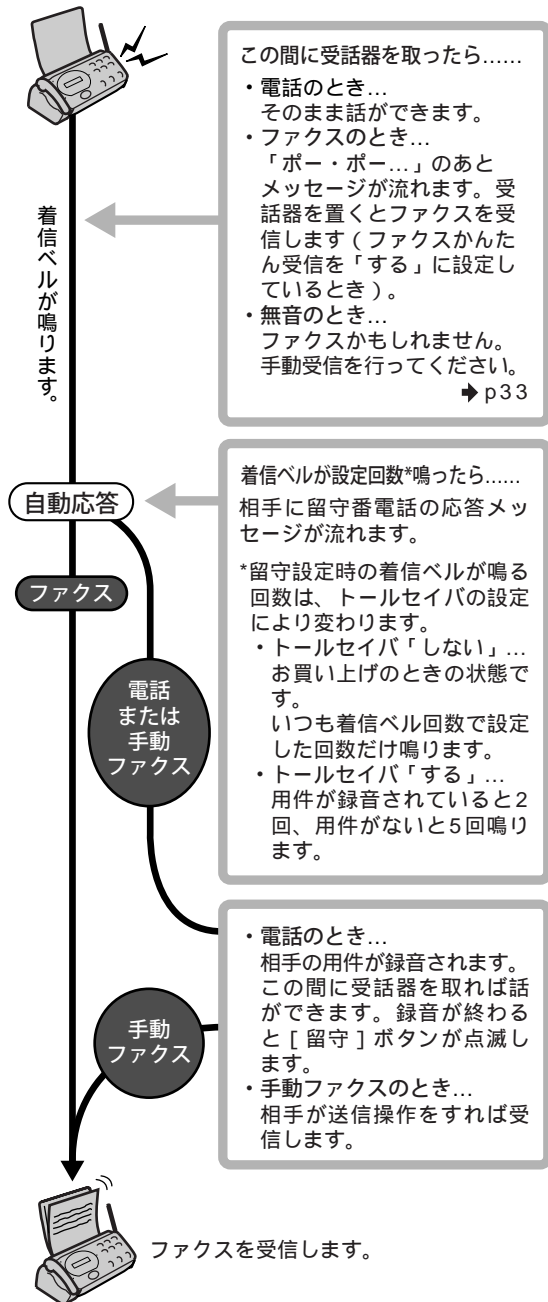 この間に受話器を取ったら……
・電話のとき…
そのまま話ができます。
・ファクスのとき…
「ポー・ポー…」のあと
メッセージが流れます。受
話器を置くとファクスを受
信します（ファクスかんた
ん受信を「する」に設定し
ているとき）。
・無音のとき…
ファクスかもしれません。
手動受信を行ってください。
➧p33
着信ベルが鳴ります。
着信ベルが設定回数*鳴ったら……
相手に留守番電話の応答メッ
セージが流れます。
*留守設定時の着信ベルが鳴る
回数は、トールセイバの設定
により変わります。
・トールセイバ「しない」…
お買い上げのときの状態で
す。
いつも着信ベル回数で設定
した回数だけ鳴ります。
・トールセイバ「する」…
用件が録音されていると2
回、用件がないと5回鳴り
ます。
自動応答
ファクス
電話
または
手動
ファクス
・電話のとき…
相手の用件が録音されます。
この間に受話器を取れば話
ができます。録音が終わる
と［留守］ボタンが点滅し
ます。
・手動ファクスのとき…
相手が送信操作をすれば受
信します。
手動
ファクス
ファクスを受信します。